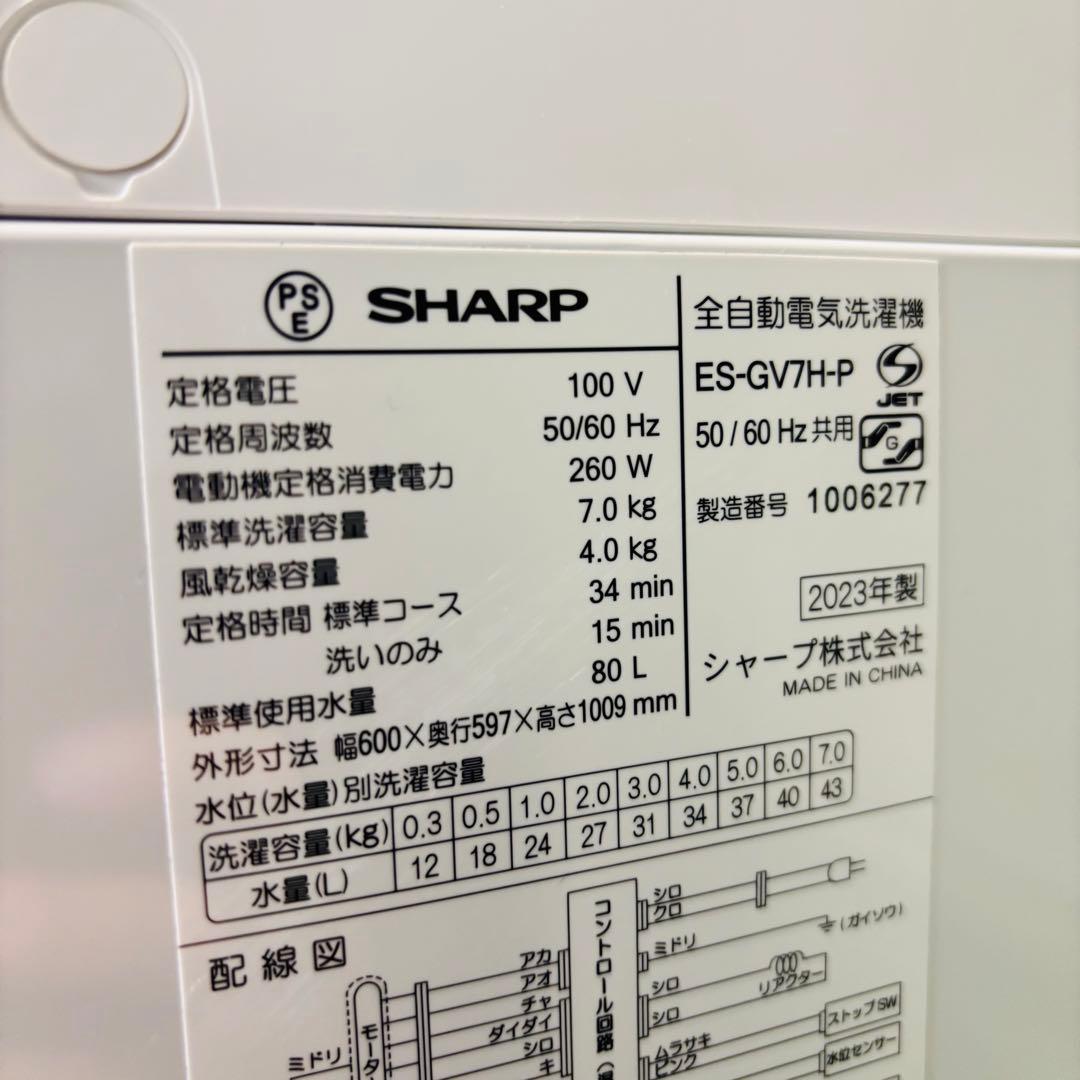 PSE SHARP
定格電圧 100 V
定格周波数 50/60 Hz
電動機定格消費電力 260 W
標準洗濯容量 7.0 kg
風乾燥容量 4.0 kg
定格時間 標準コース 34 min
洗いのみ 15 min
標準使用水量 80 L
外形寸法 幅600×奥行597×高さ1009 mm
全自動電気洗濯機
ES-GV7H-P
S JET
50 / 60 Hz 共用
G
製造番号 1006277
2023年製
シャープ株式会社
MADE IN CHINA
水位(水量)別洗濯容量
洗濯容量(kg) 0.3 0.5 1.0 2.0 3.0 4.0 5.0 6.0 7.0
水量(L) 12 18 24 27 31 34 37 40 43
配線図
モーター
ミドリ
アカ
アオ
チャ
ダイダイ
シロ
キ
コントロール回路
シロ
クロ
ミドリ
(ガイソウ)
シロ
リアクター
シロ
ストップSW
ムラサキ
ピンク
水位センサー